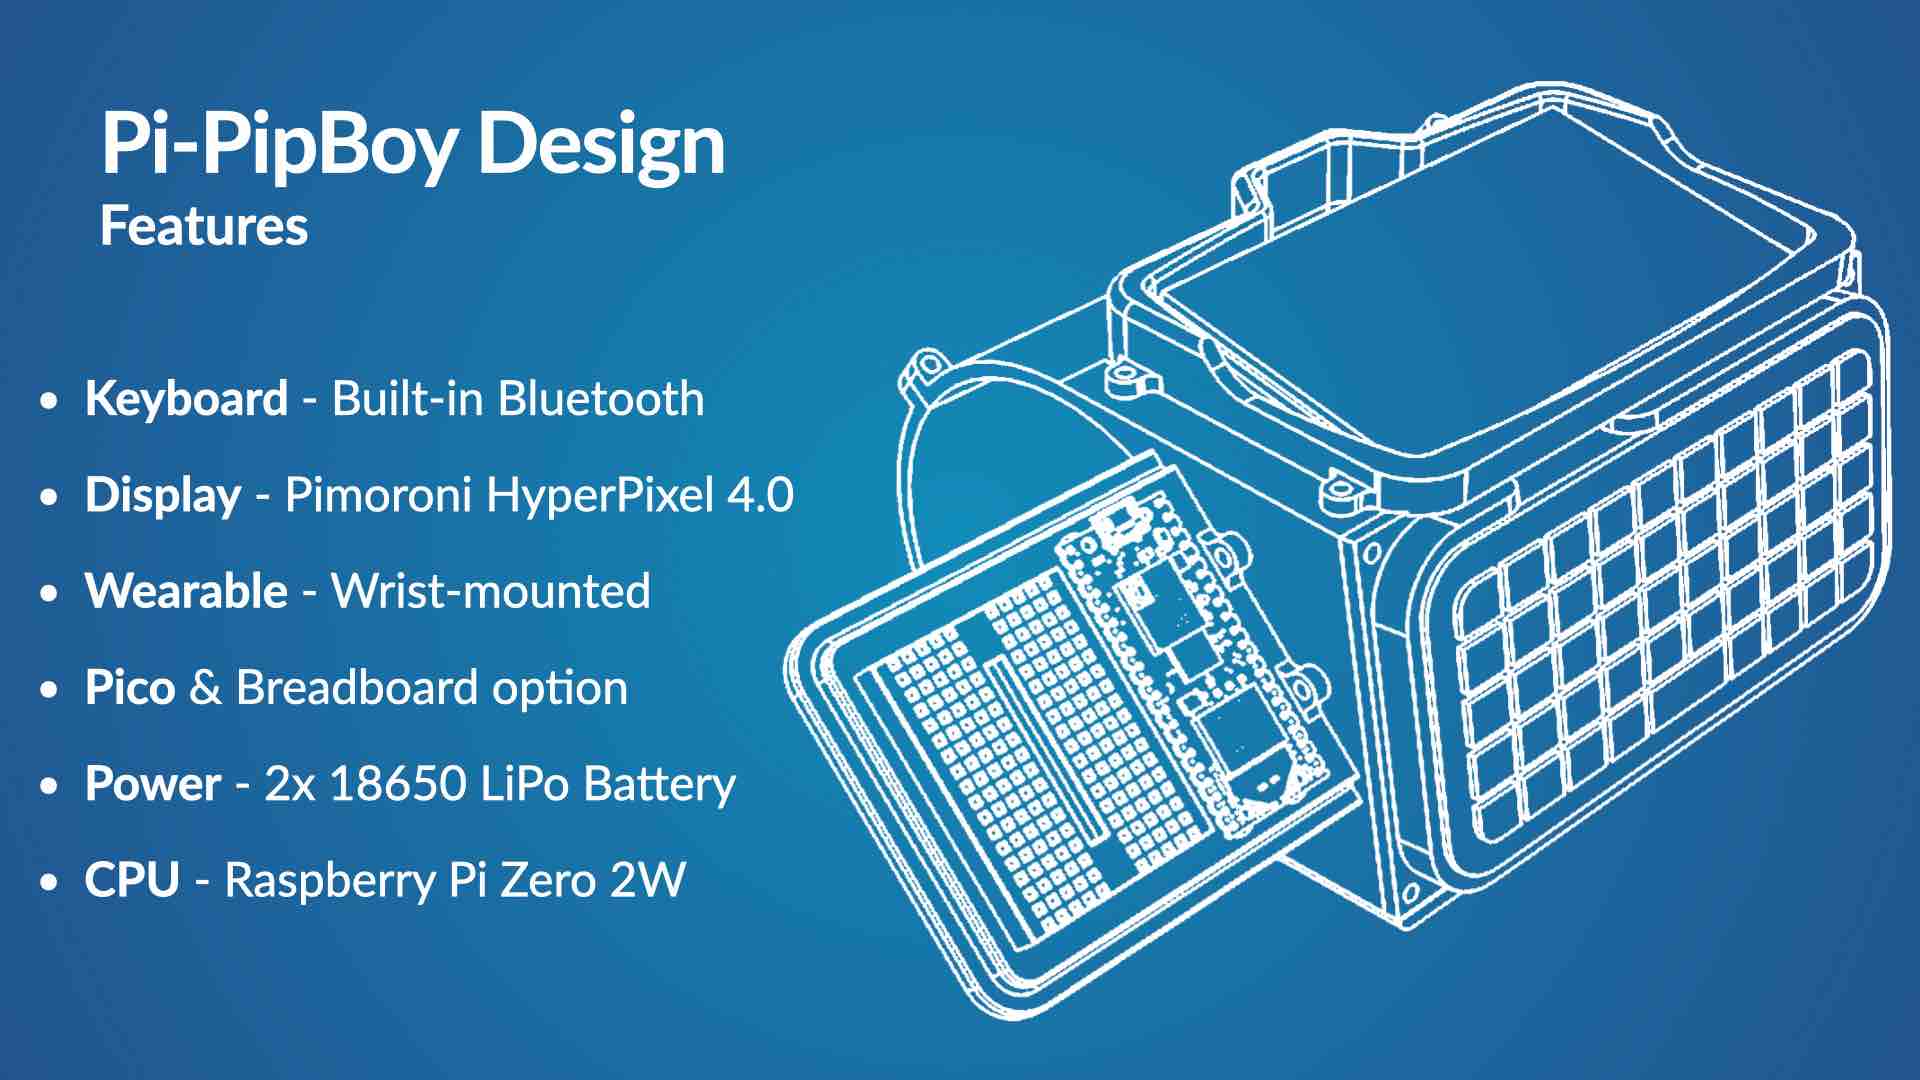 Pi-PipBoy Design
Features
• Keyboard - Built-in Bluetooth
• Display - Pimoroni HyperPixel 4.0
• Wearable - Wrist-mounted
• Pico & Breadboard option
• Power - 2x 18650 LiPo Battery
• CPU - Raspberry Pi Zero 2W